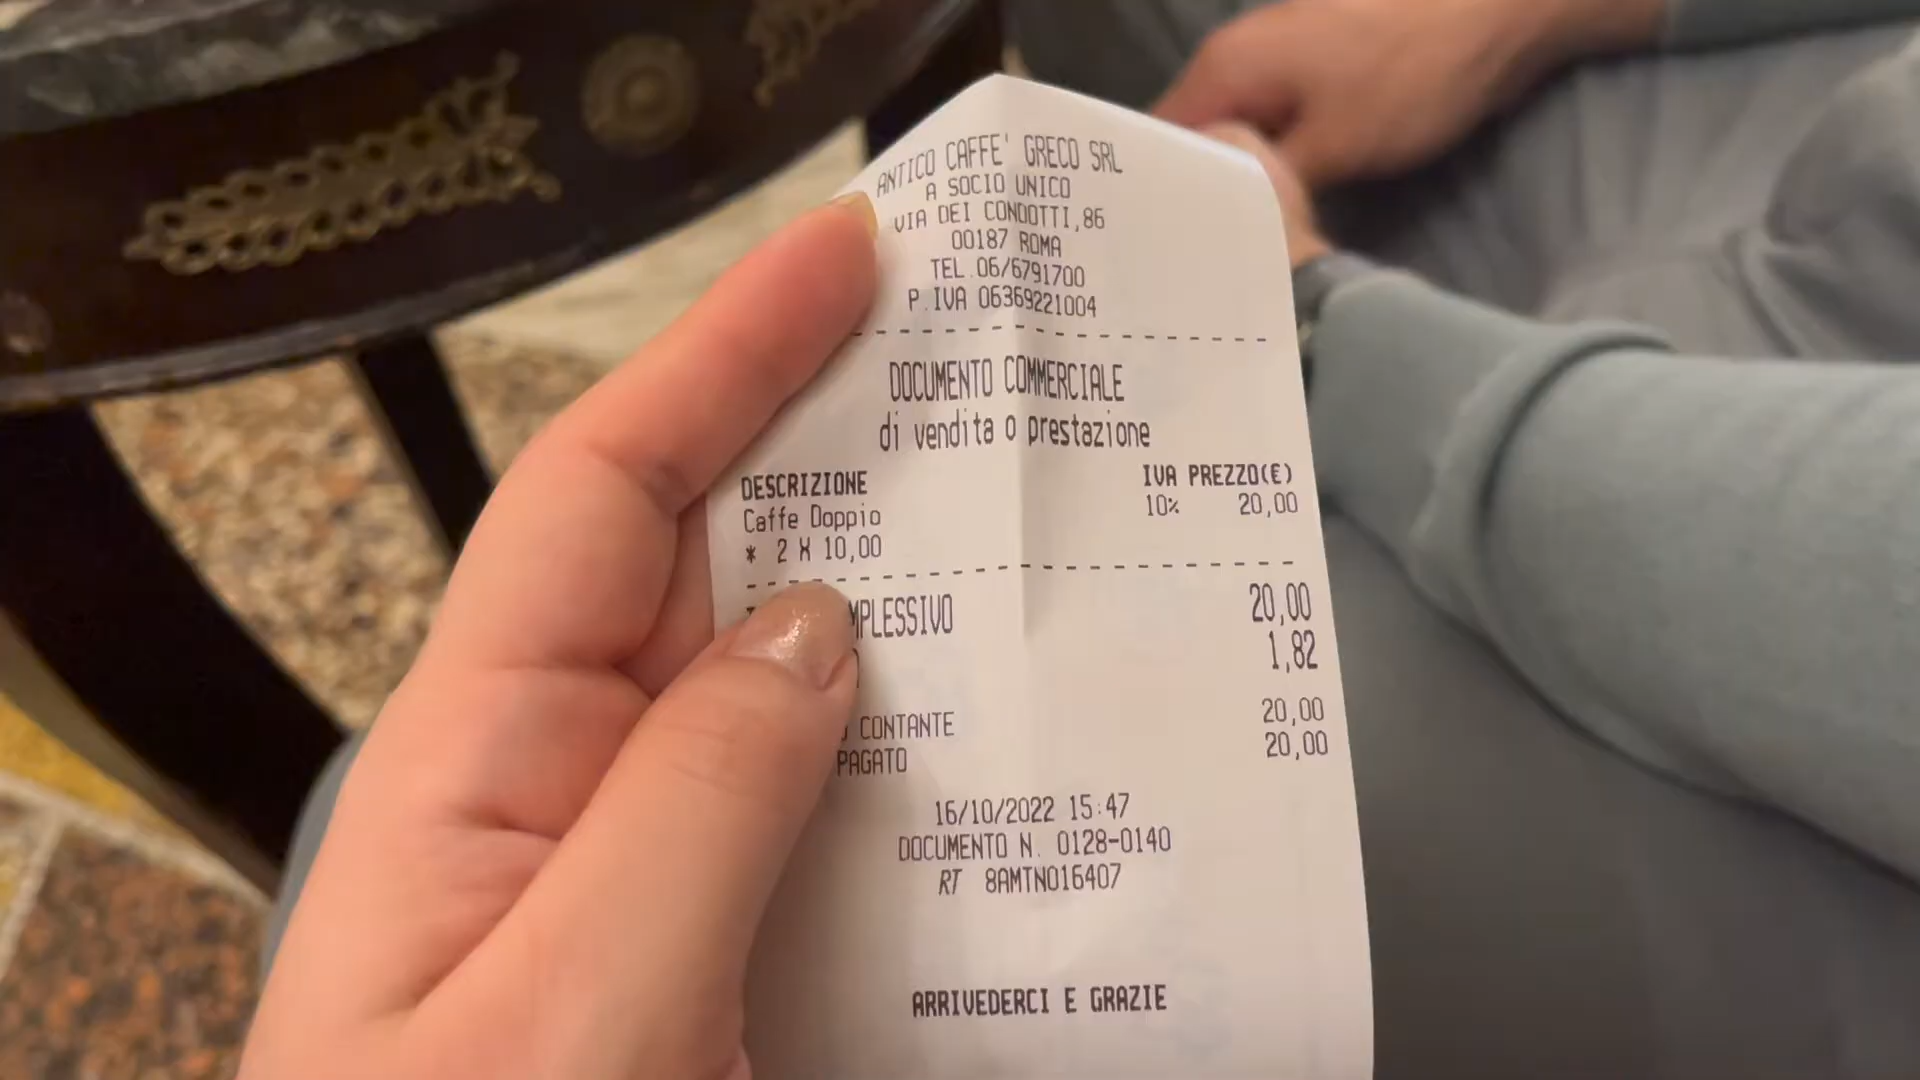 ANTICO CAFFE' GRECO SRL
A SOCIO UNICO
VIA DEI CONDOTTI,86
00187 ROMA
TEL.06/6791700
P.IVA 06369221004
DOCUMENTO COMMERCIALE
di vendita o prestazione
DESCRIZIONE IVA PREZZO(€)
Caffe Doppio 10% 20,00
* 2 X 10,00
MPLESSIVO 20,00
1,82
CONTANTE 20,00
PAGATO 20,00
16/10/2022 15:47
DOCUMENTO N. 0128-0140
RT 8AMTN016407
ARRIVEDERCI E GRAZIE